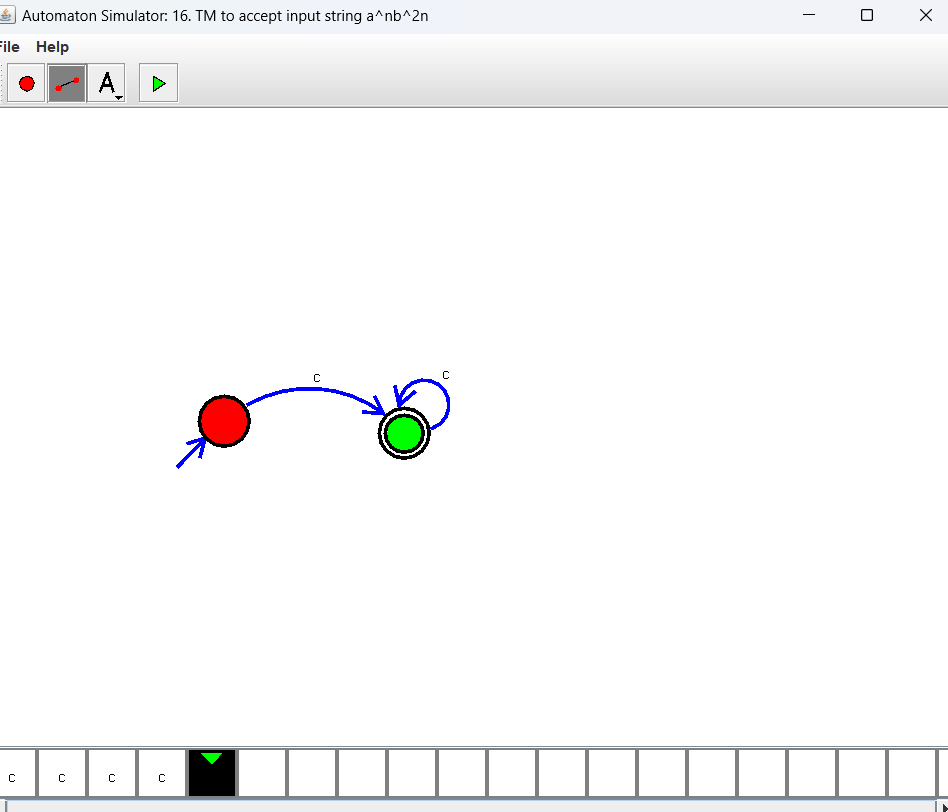 Automaton Simulator: 16. TM to accept input string a^nb^2n
File Help
A
c
c
c c c c